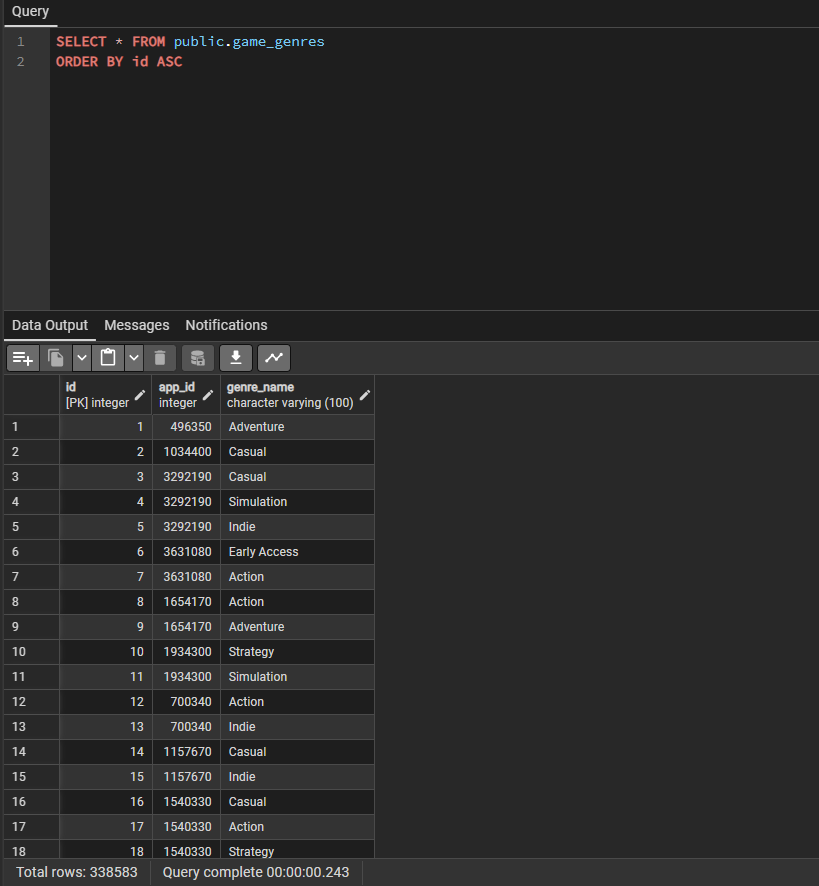 Query
1 SELECT * FROM public.game_genres
2 ORDER BY id ASC
Data Output Messages Notifications
id app_id genre_name
[PK] integer integer character varying (100)
1 1 496350 Adventure
2 2 1034400 Casual
3 3 3292190 Casual
4 4 3292190 Simulation
5 5 3292190 Indie
6 6 3631080 Early Access
7 7 3631080 Action
8 8 1654170 Action
9 9 1654170 Adventure
10 10 1934300 Strategy
11 11 1934300 Simulation
12 12 700340 Action
13 13 700340 Indie
14 14 1157670 Casual
15 15 1157670 Indie
16 16 1540330 Casual
17 17 1540330 Action
18 18 1540330 Strategy
Total rows: 338583 Query complete 00:00:00.243